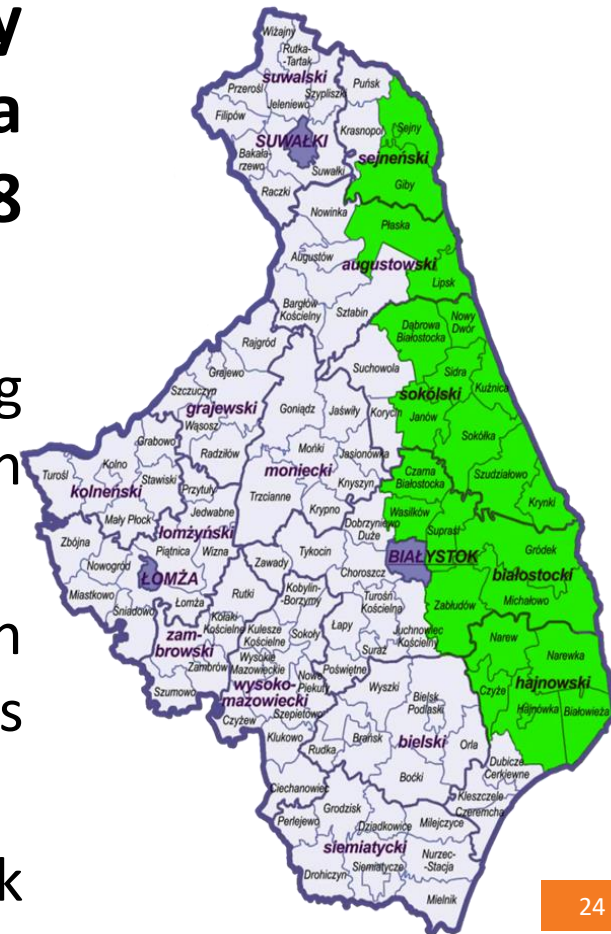 y
a
8
g
n
n
s
k
Wiżajny
Rutka-
Tartak
suwalski
Puńsk
Przerośl
Szypliszki
Jeleniewo
Filipów
Krasnopol
Sejny
SUWAŁKI
Bakała-
rzewo
sejneński
Suwałki
Giby
Raczki
Nowinka
Płaska
Augustów
augustowski
Lipsk
Bargłów
Kościelny
Sztabin
Nowy
Dwór
Dąbrowa
Białostocka
Rajgród
Suchowola
Sidra
Grajewo
Kuźnica
Szczuczyn
sokólski
grajewski
Goniądz
Jaświły
Korycin
Janów
Wąsosz
Grabowo
Sokółka
Mońki
Kolno
Radziłów
Jasionówka
moniecki
Czarna
Białostocka
Turośl
Stawiski
Szudziałowo
Knyszyn
kolneński
Przytuły
Trzcianne
Krynki
Jedwabne
Krypno
Wasilków
Mały Płock
Dobrzyniewo
Duże
Supraśl
łomżyński
Zbójna
Piątnica
Wizna
Tykocin
Gródek
BIAŁYSTOK
Nowogród
Zawady
białostocki
ŁOMŻA
Choroszcz
Miastkowo
Rutki
Kobylin-
Borzymy
Michałowo
Łomża
Turośń
Kościelna
Zabłudów
Śniadowo
Kołaki
Kościelne
Kulesze
Kościelne
Łapy
Juchnowiec
Kościelny
zam-
browski
Sokoły
Narew
Suraż
Wysokie
Mazowieckie
Narewka
Zambrów
Poświętne
Nowe
Piekuty
Wyszki
wysoko-
mazowiecki
hajnowski
Szumowo
Bielsk
Podlaski
Czyże
Szepietowo
Hajnówka
Białowieża
Czyżew
Klukowo
Brańsk
bielski
Orla
Rudka
Dubicze
Cerkiewne
Boćki
Kleszczele
Ciechanowiec
Czeremcha
Grodzisk
Perlejewo
Dziadkowice
Milejczyce
siemiatycki
Nurzec-
-Stacja
Siemiatycze
Drohiczyn
Mielnik
24